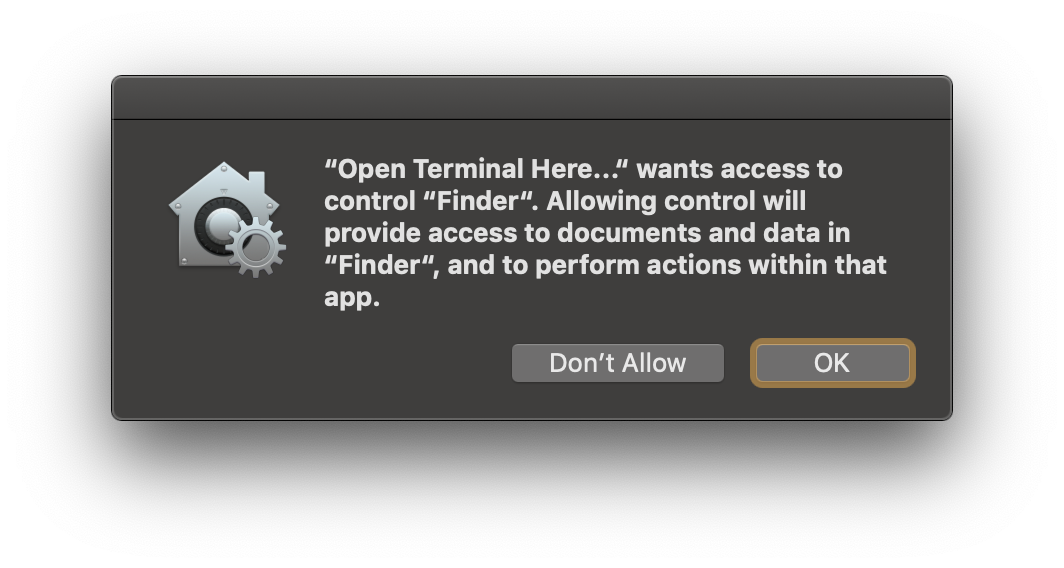 “Open Terminal Here...“ wants access to
control “Finder“. Allowing control will
provide access to documents and data in
“Finder“, and to perform actions within that
app.
Don’t Allow
OK